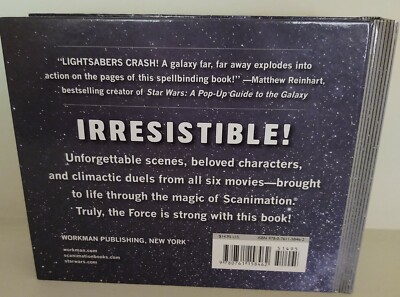 “LIGHTSABERS CRASH! A galaxy far, far away explodes into
action on the pages of this spellbinding book!” —Matthew Reinhart,
bestselling creator of Star Wars: A Pop-Up Guide to the Galaxy
IRRESISTIBLE!
Unforgettable scenes, beloved characters,
and climactic duels from all six movies—brought
to life through the magic of Scanimation.
Truly, the Force is strong with this book!
WORKMAN PUBLISHING, NEW YORK
workman.com
scanimationbooks.com
starwars.com